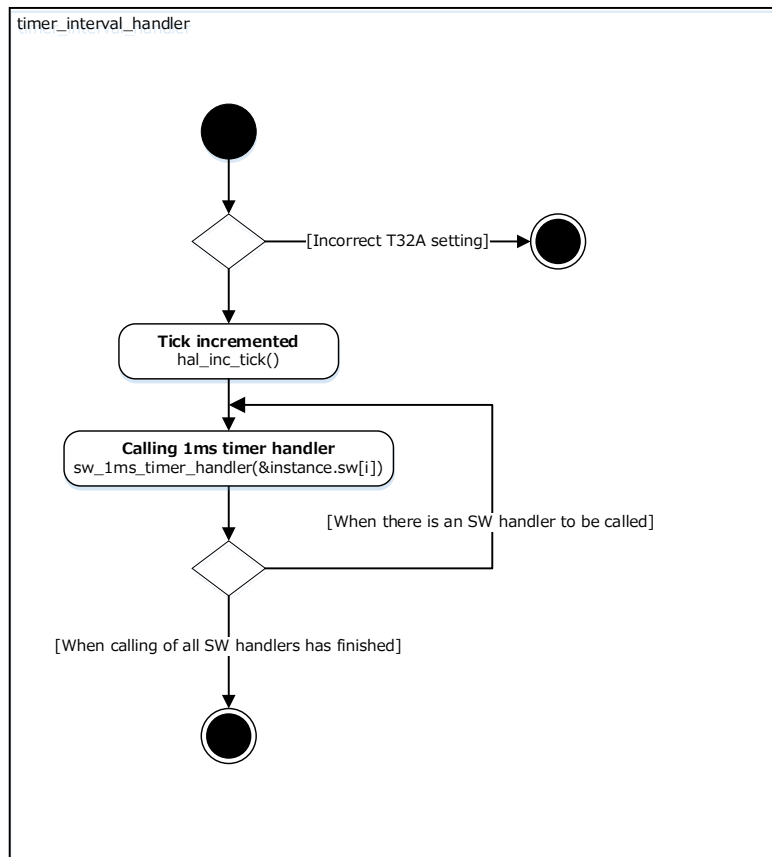 timer_interval_handler
[Incorrect T32A setting]
Tick incremented
hal_inc_tick()
Calling 1ms timer handler
sw_1ms_timer_handler(&instance.sw[i])
[When there is an SW handler to be called]
[When calling of all SW handlers has finished]